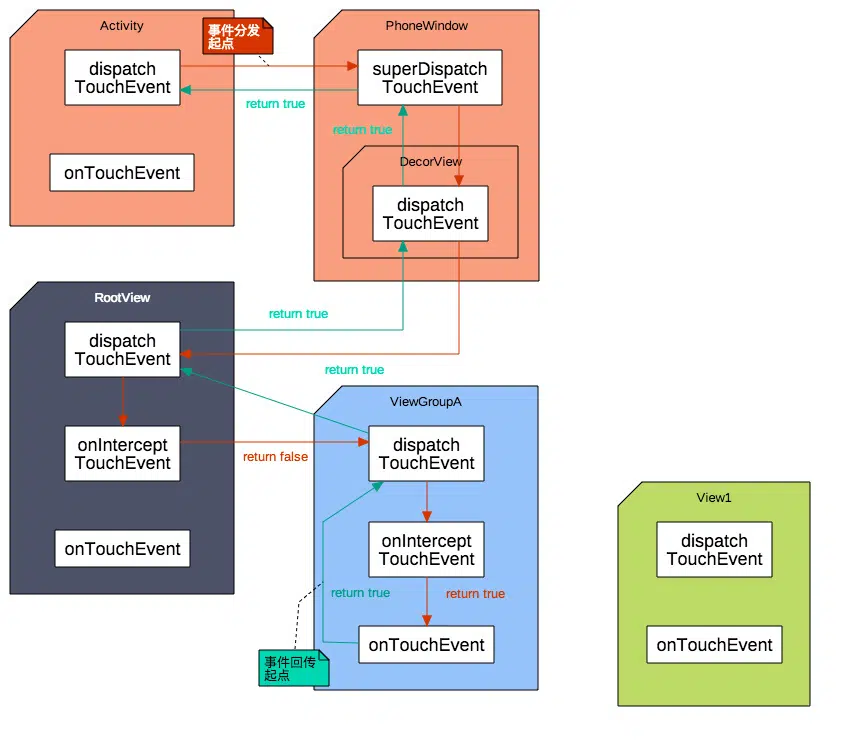 Activity
事件分发
起点
dispatch
TouchEvent
return true
onTouchEvent
PhoneWindow
superDispatch
TouchEvent
return true
DecorView
dispatch
TouchEvent
RootView
dispatch
TouchEvent
return true
return true
onIntercept
TouchEvent
return false
onTouchEvent
ViewGroupA
dispatch
TouchEvent
onIntercept
TouchEvent
return true
return true
onTouchEvent
事件回传
起点
View1
dispatch
TouchEvent
onTouchEvent